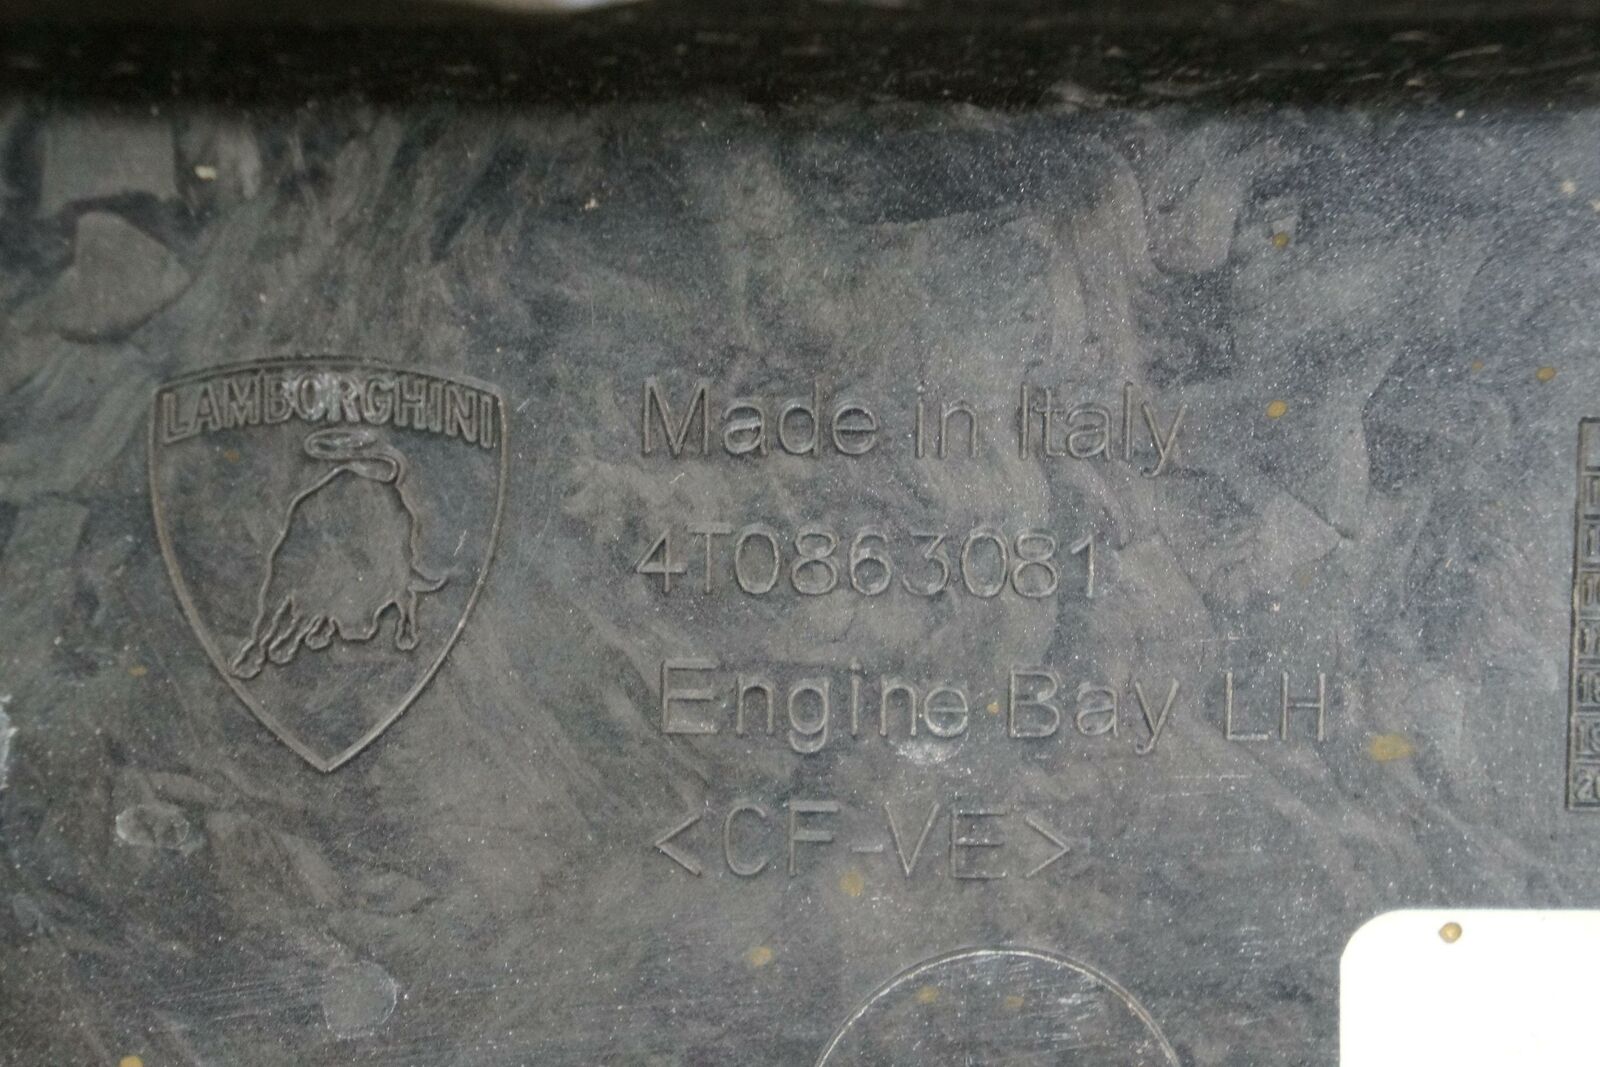 LAMBORGHINI
Made in Italy
4T0863081
Engine Bay LH
<CF-VE>